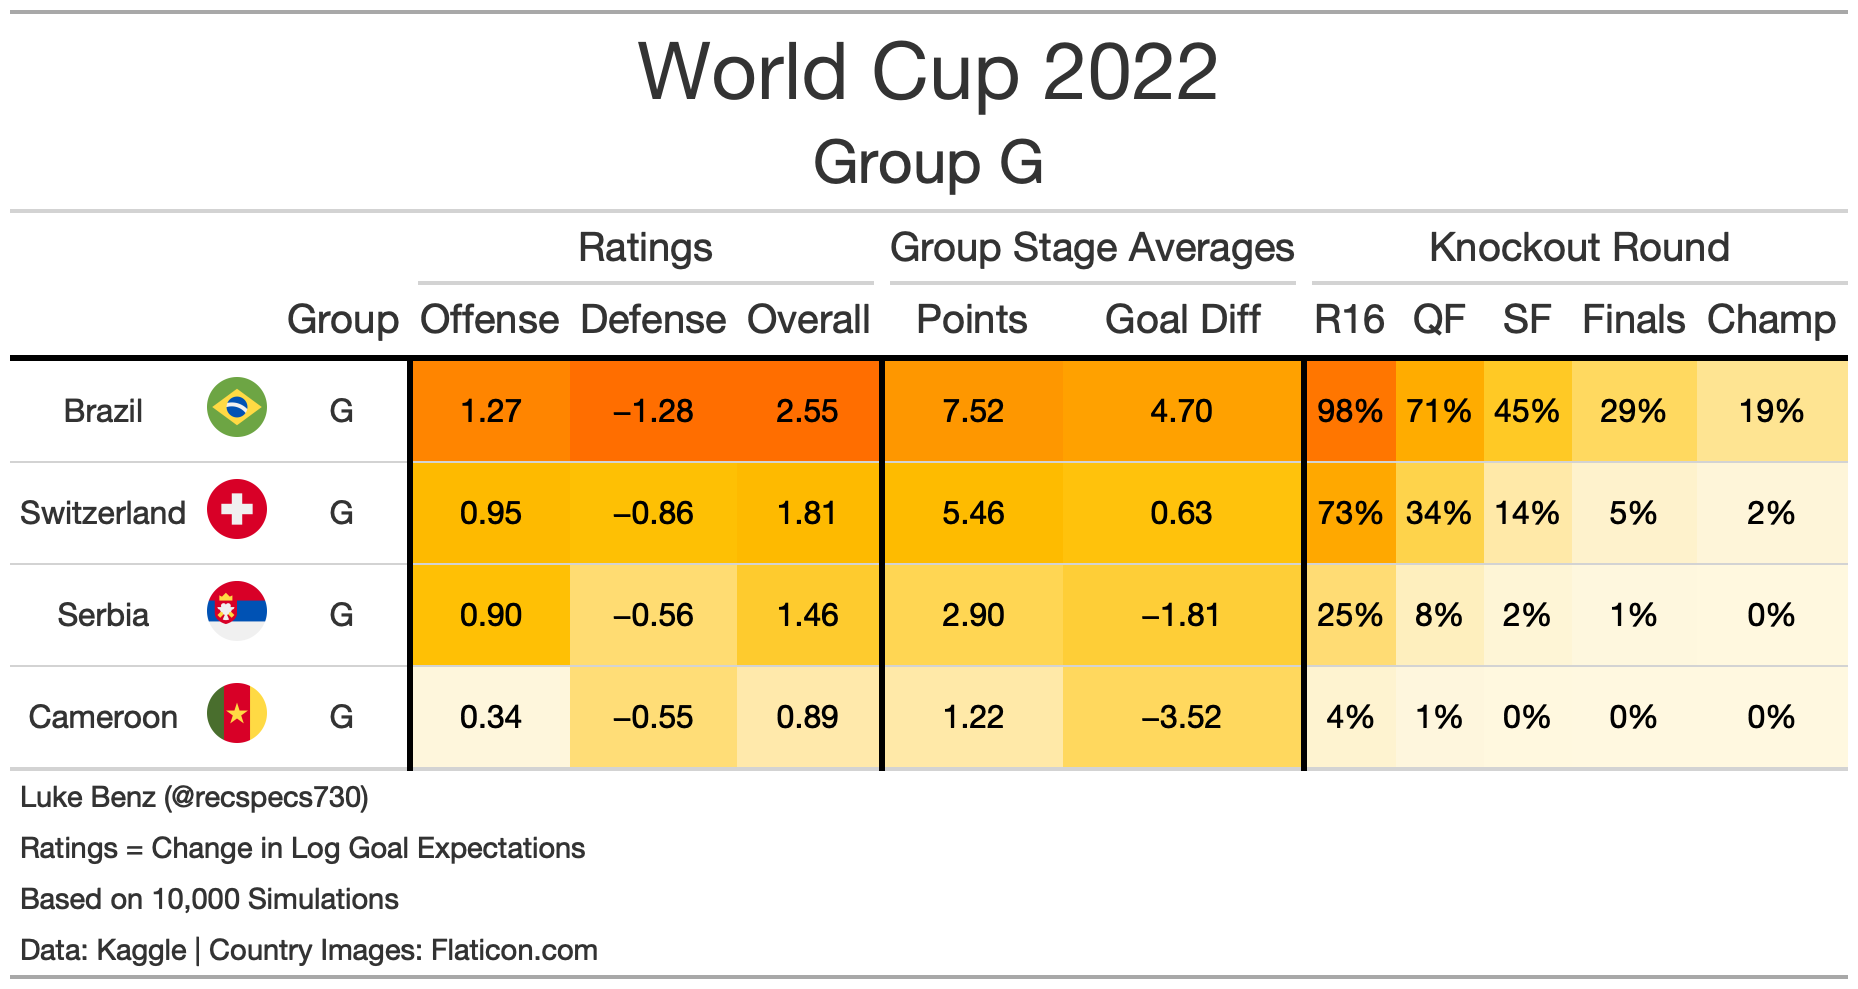 World Cup 2022
Group G
Ratings Group Stage Averages Knockout Round
Group Offense Defense Overall Points Goal Diff R16 QF SF Finals Champ
Brazil G 1.27 −1.28 2.55 7.52 4.70 98% 71% 45% 29% 19%
Switzerland G 0.95 −0.86 1.81 5.46 0.63 73% 34% 14% 5% 2%
Serbia G 0.90 −0.56 1.46 2.90 −1.81 25% 8% 2% 1% 0%
Cameroon G 0.34 −0.55 0.89 1.22 −3.52 4% 1% 0% 0% 0%
Luke Benz (@recspecs730)
Ratings = Change in Log Goal Expectations
Based on 10,000 Simulations
Data: Kaggle | Country Images: Flaticon.com